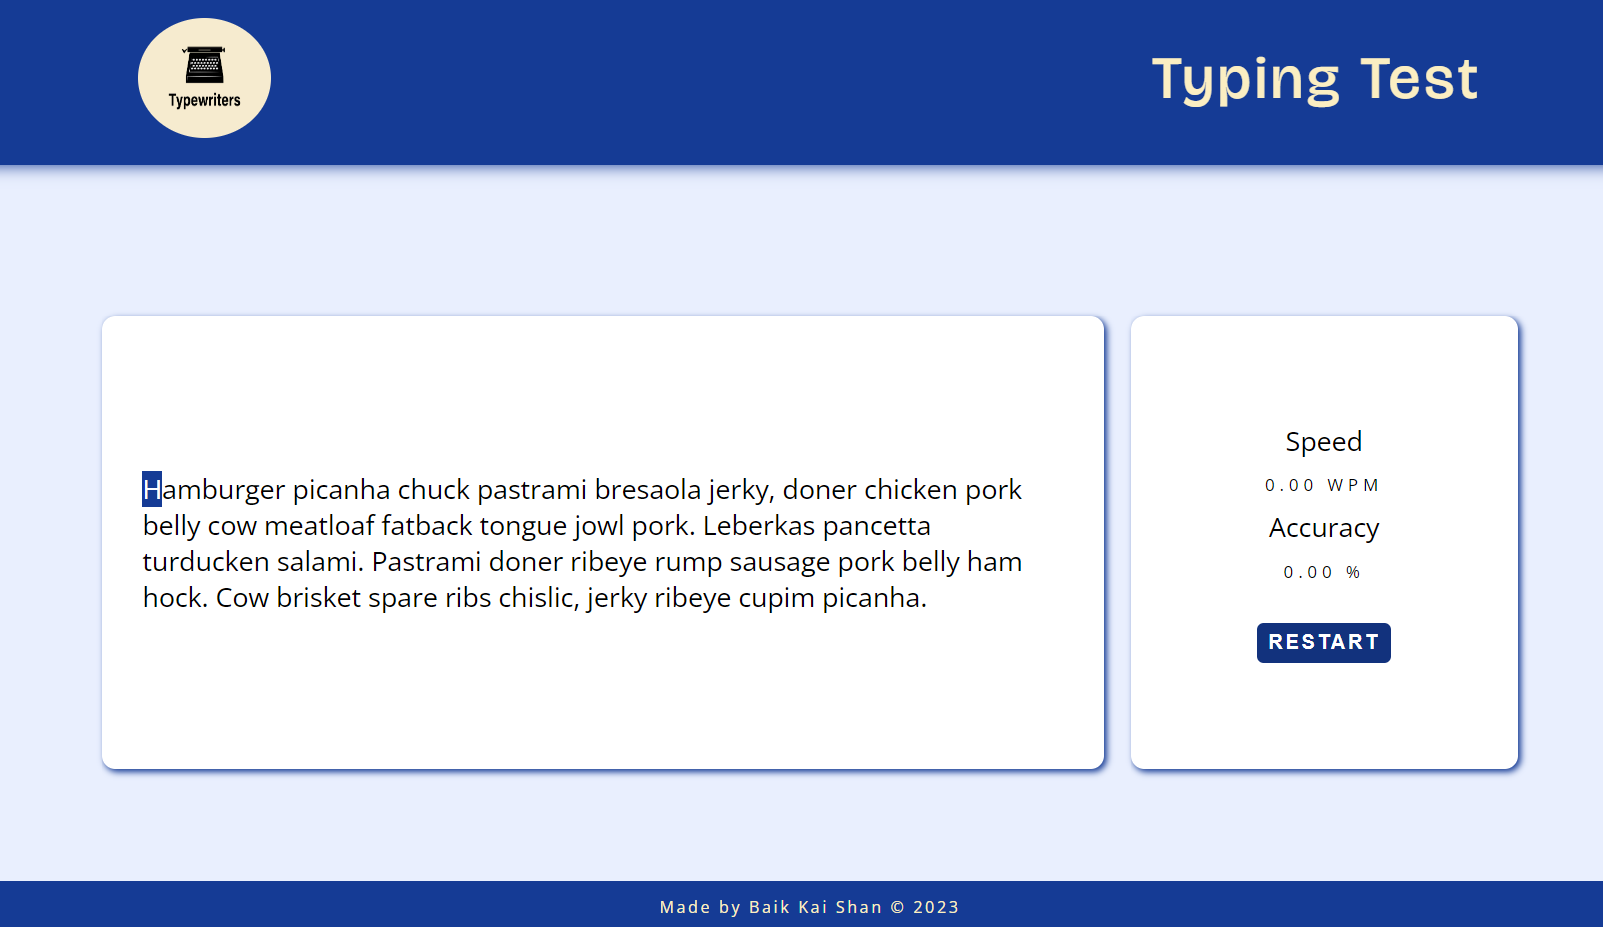 Typewriters
Typing Test
Hamburger picanha chuck pastrami bresaola jerky, doner chicken pork
belly cow meatloaf fatback tongue jowl pork. Leberkas pancetta
turducken salami. Pastrami doner ribeye rump sausage pork belly ham
hock. Cow brisket spare ribs chislic, jerky ribeye cupim picanha.
Speed
0.00 WPM
Accuracy
0.00 %
RESTART
Made by Baik Kai Shan © 2023